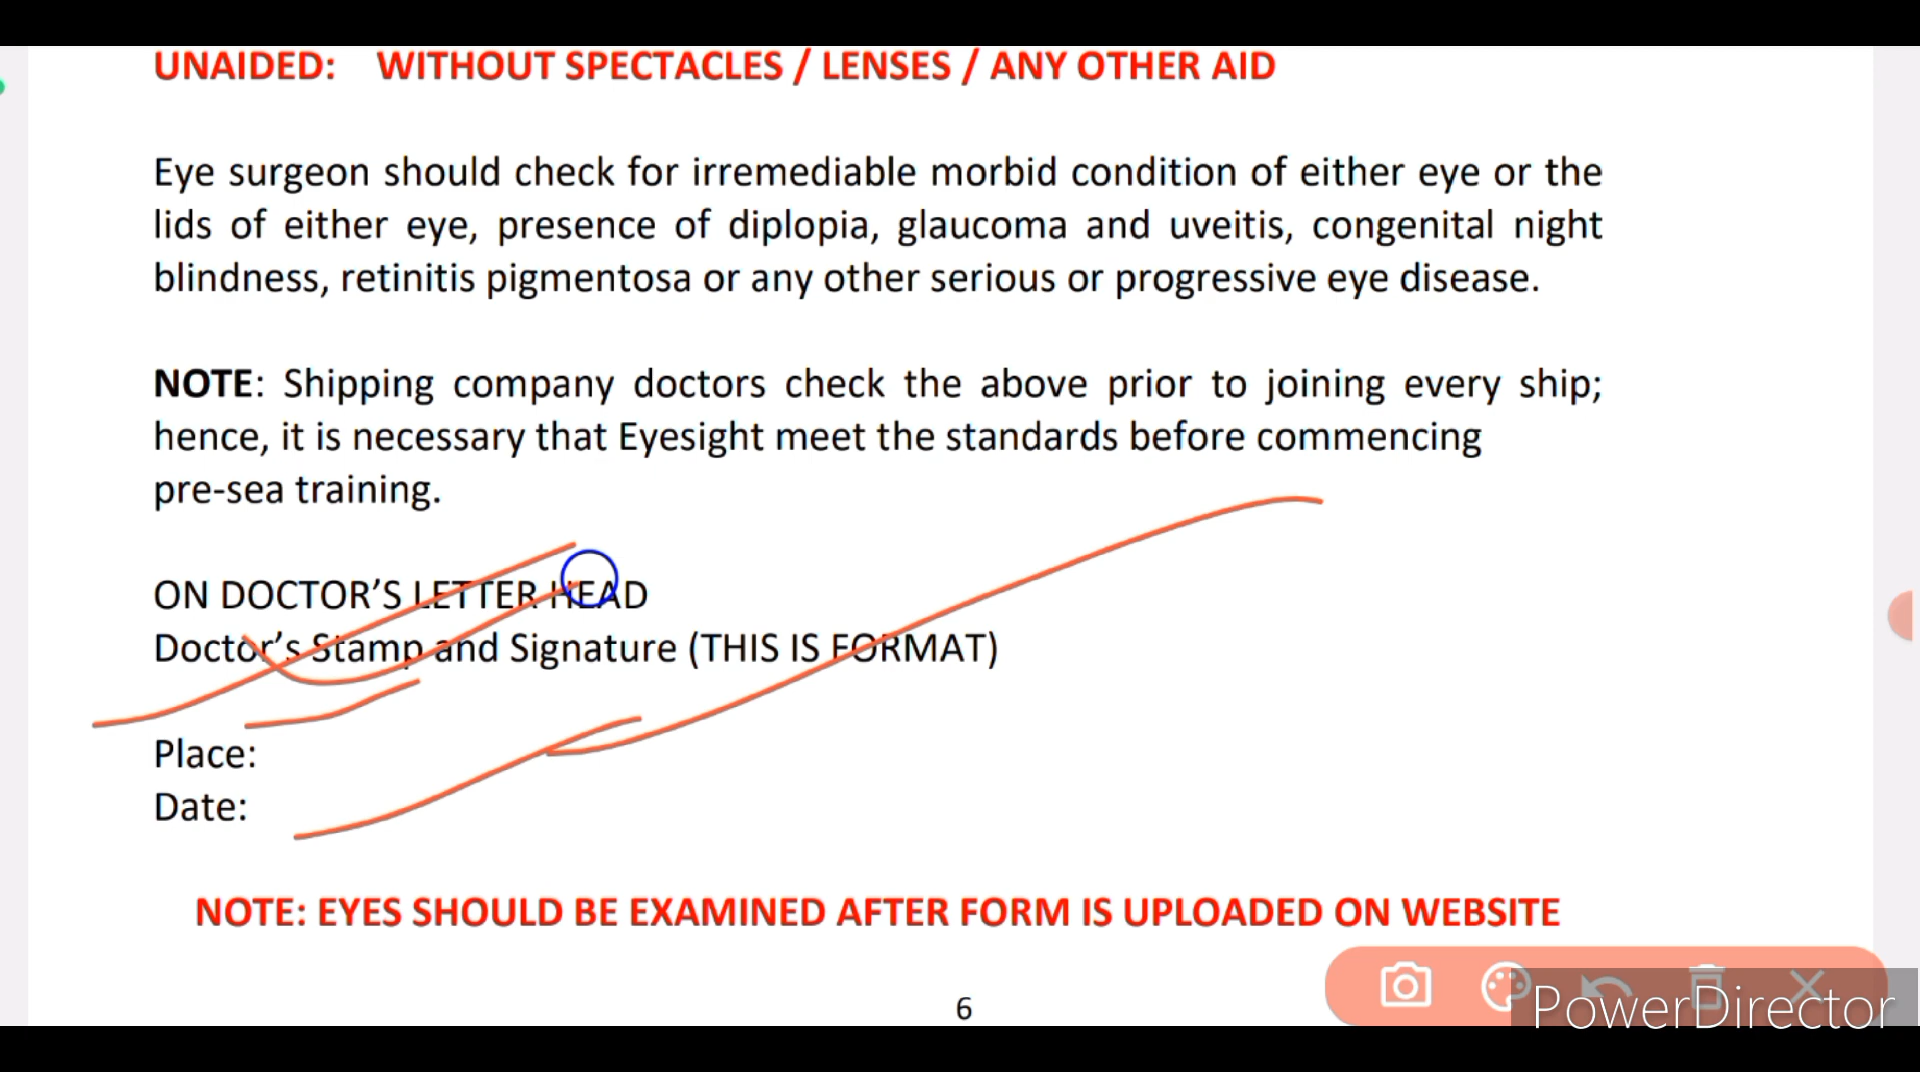 UNAIDED: WITHOUT SPECTACLES / LENSES / ANY OTHER AID
Eye surgeon should check for irremediable morbid condition of either eye or the
lids of either eye, presence of diplopia, glaucoma and uveitis, congenital night
blindness, retinitis pigmentosa or any other serious or progressive eye disease.
NOTE: Shipping company doctors check the above prior to joining every ship;
hence, it is necessary that Eyesight meet the standards before commencing
pre-sea training.
ON DOCTOR'S LETTER HEAD
Doctor's Stamp and Signature (THIS IS FORMAT)
Place:
Date:
NOTE: EYES SHOULD BE EXAMINED AFTER FORM IS UPLOADED ON WEBSITE
6
PowerDirector